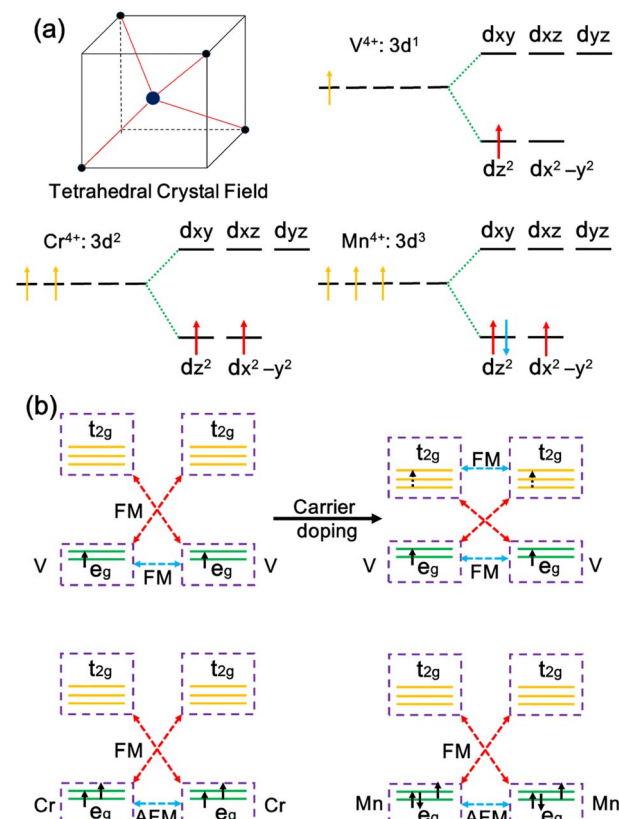 (a)
V⁴⁺: 3d¹
dxy dxz dyz
dz² dx² –y²
Tetrahedral Crystal Field
Cr⁴⁺: 3d²
dxy dxz dyz
dz² dx² –y²
Mn⁴⁺: 3d³
dxy dxz dyz
dz² dx² –y²
(b)
t₂g t₂g
FM
V eg FM eg V
Carrier
doping
t₂g FM t₂g
V eg FM eg V
t₂g t₂g
FM
Cr eg AFM eg Cr
t₂g t₂g
FM
Mn eg AFM eg Mn